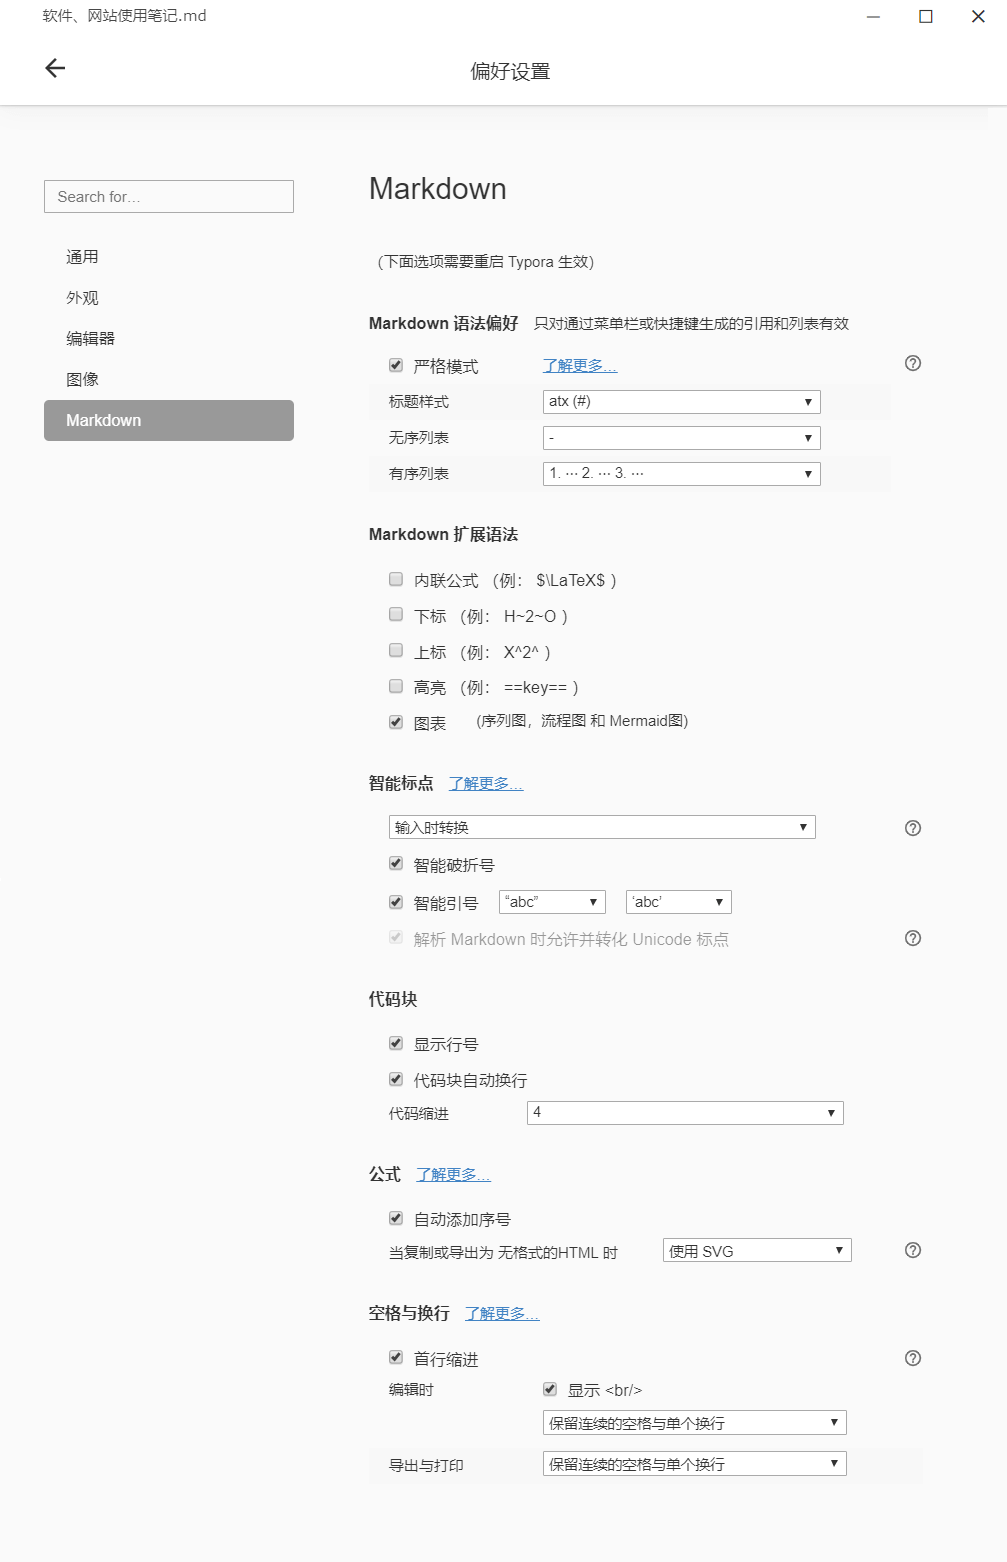 软件、网站使用笔记.md
偏好设置
Search for…
通用
外观
编辑器
图像
Markdown
Markdown
(下面选项需要重启 Typora 生效)
Markdown 语法偏好 只对通过菜单栏或快捷键生成的引用和列表有效
严格模式 了解更多…
标题样式 atx (#)
无序列表 -
有序列表 1. ··· 2. ··· 3. ···
Markdown 扩展语法
内联公式 （例： $\LaTeX$ ）
下标 （例： H~2~O ）
上标 （例： X^2^ ）
高亮 （例： ==key== ）
图表 (序列图，流程图 和 Mermaid图)
智能标点 了解更多…
输入时转换
智能破折号
智能引号 “abc” ‘abc’
解析 Markdown 时允许并转化 Unicode 标点
代码块
显示行号
代码块自动换行
代码缩进 4
公式 了解更多…
自动添加序号
当复制或导出为 无格式的HTML 时 使用 SVG
空格与换行 了解更多…
首行缩进
编辑时 显示 <br/>
保留连续的空格与单个换行
导出与打印 保留连续的空格与单个换行